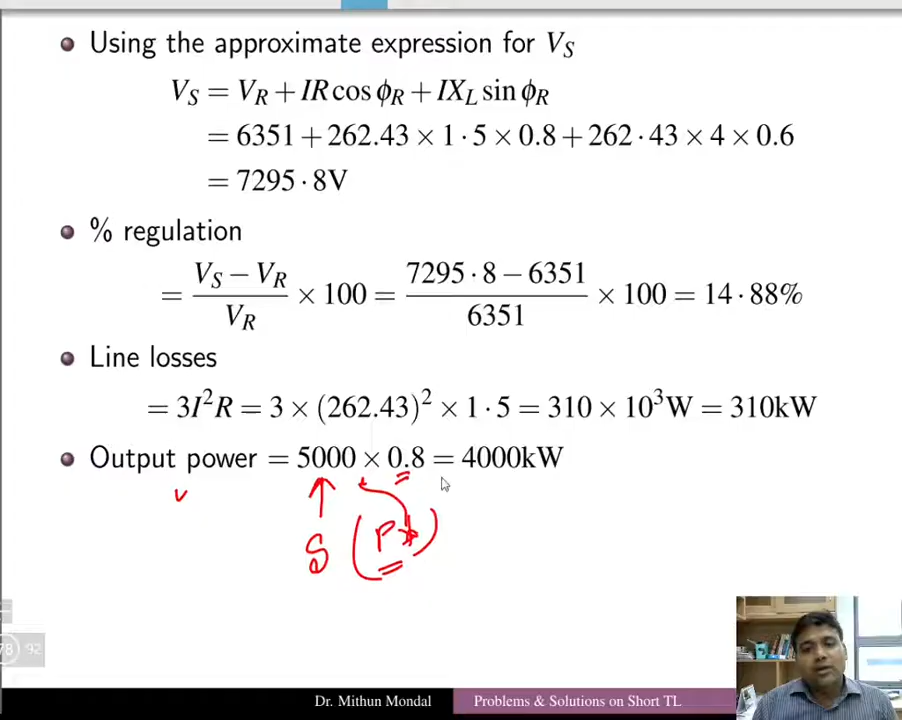 Using the approximate expression for V_S
V_S = V_R + IR cos ϕ_R + IX_L sin ϕ_R
= 6351 + 262.43 × 1·5 × 0.8 + 262·43 × 4 × 0.6
= 7295·8V
% regulation
= (V_S − V_R) / V_R × 100 = (7295·8 − 6351) / 6351 × 100 = 14·88%
Line losses
= 3I²R = 3 × (262.43)² × 1·5 = 310 × 10³W = 310kW
Output power = 5000 × 0.8 = 4000kW
S
92
Dr. Mithun Mondal
Problems & Solutions on Short TL